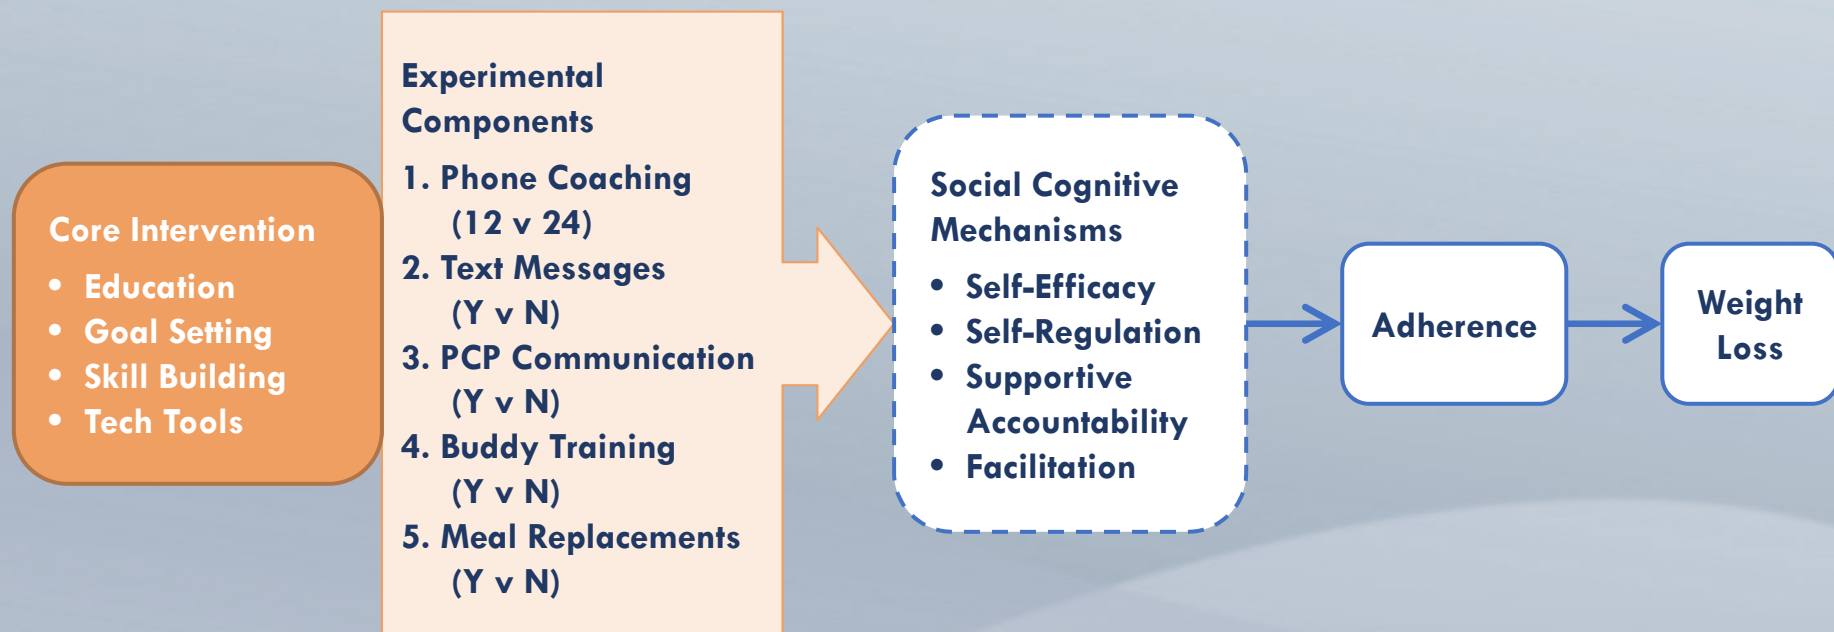 Core Intervention
• Education
• Goal Setting
• Skill Building
• Tech Tools
Experimental
Components
1. Phone Coaching
(12 v 24)
2. Text Messages
(Y v N)
3. PCP Communication
(Y v N)
4. Buddy Training
(Y v N)
5. Meal Replacements
(Y v N)
Social Cognitive
Mechanisms
• Self-Efficacy
• Self-Regulation
• Supportive
Accountability
• Facilitation
Adherence
Weight
Loss